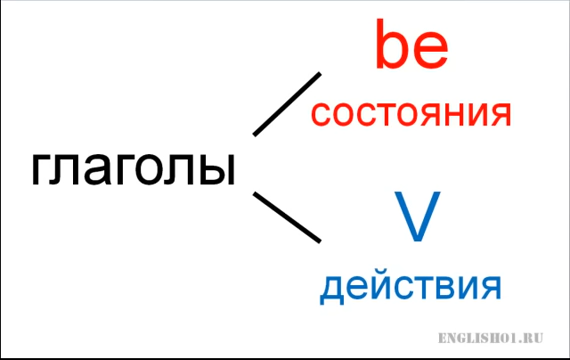 be
состояния
глаголы
V
действия
ENGLISH01.RU